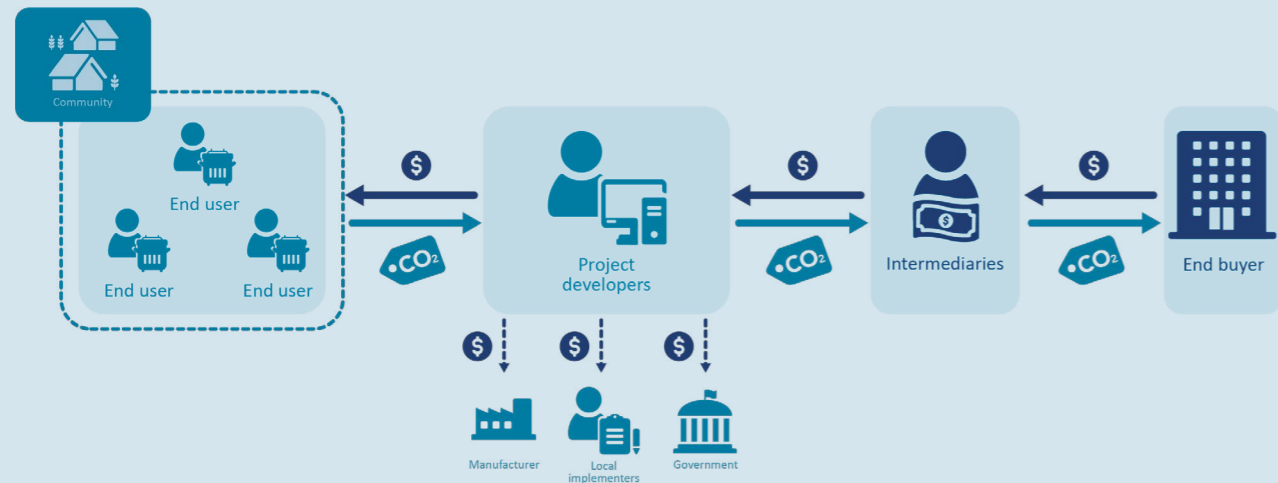 Community
End user
End user
End user
$
CO₂
Project
developers
$
CO₂
Intermediaries
$
$
CO₂
End buyer
$
$
$
Manufacturer
Local
implementers
Government